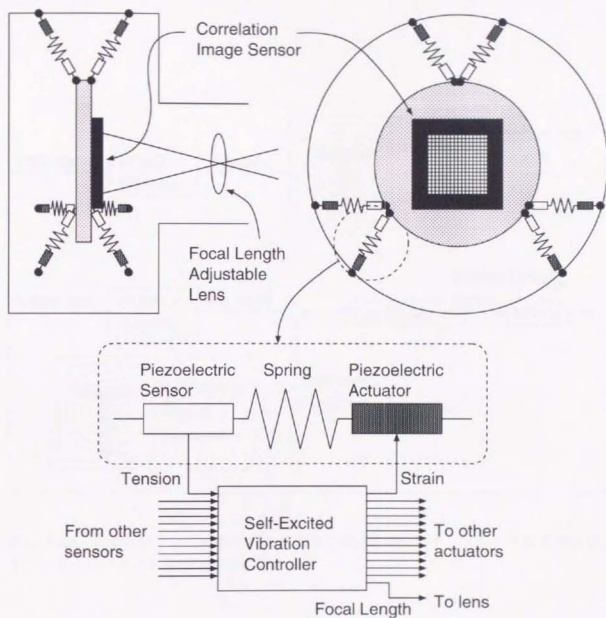 Correlation
Image Sensor
Focal Length
Adjustable
Lens
Piezoelectric
Sensor
Spring
Piezoelectric
Actuator
Tension
Strain
From other
sensors
Self-Excited
Vibration
Controller
To other
actuators
Focal Length
To lens